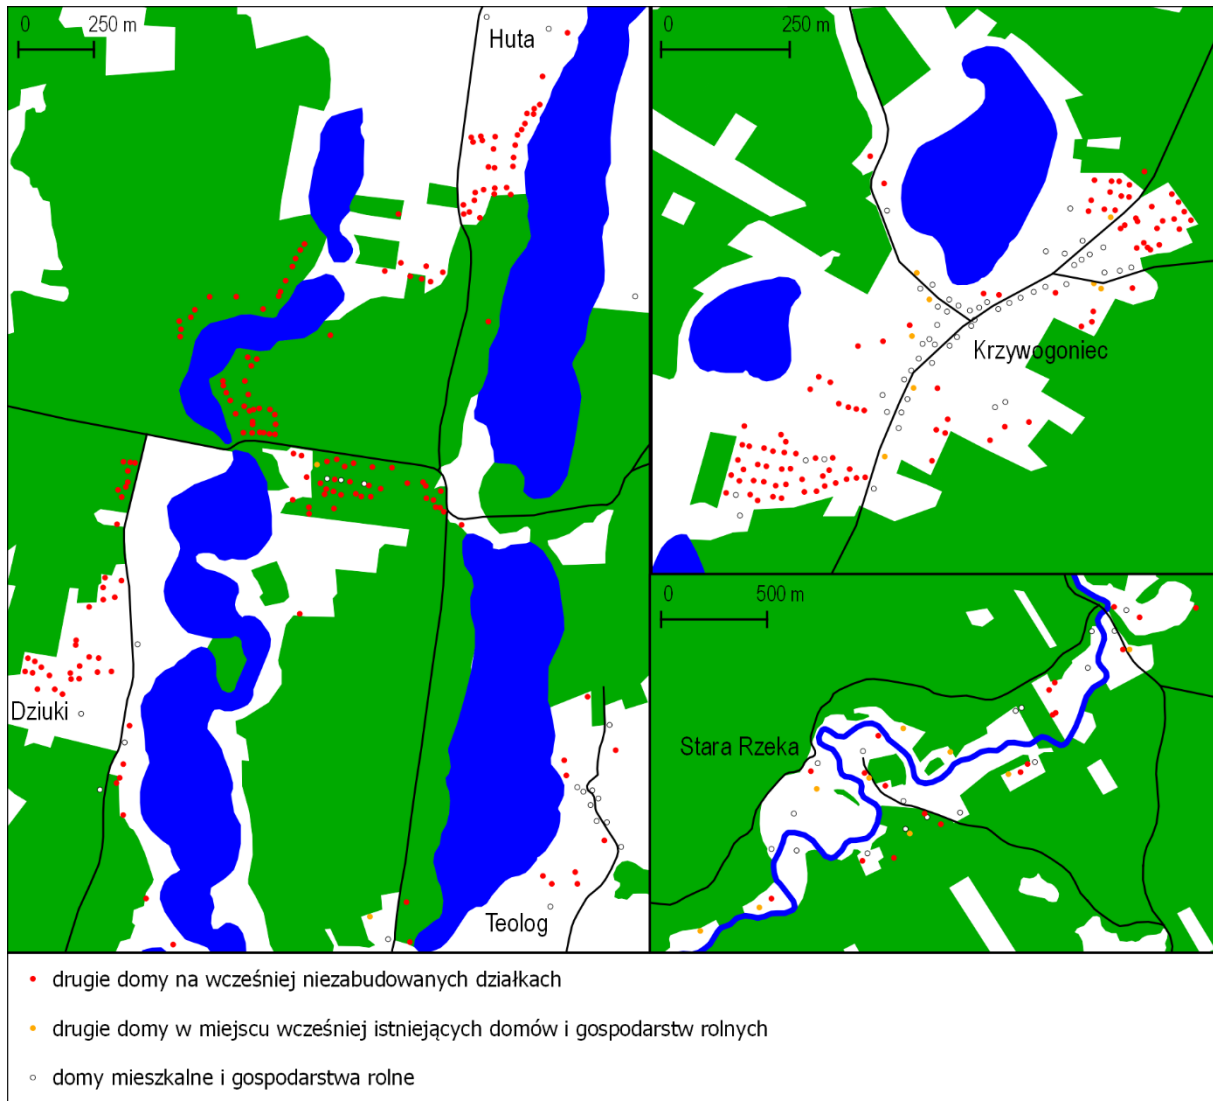 0 250 m
Huta
Dziuki
Teolog
0 250 m
Krzywogoniec
0 500 m
Stara Rzeka
drugie domy na wcześniej niezabudowanych działkach
drugie domy w miejscu wcześniej istniejących domów i gospodarstw rolnych
domy mieszkalne i gospodarstwa rolne